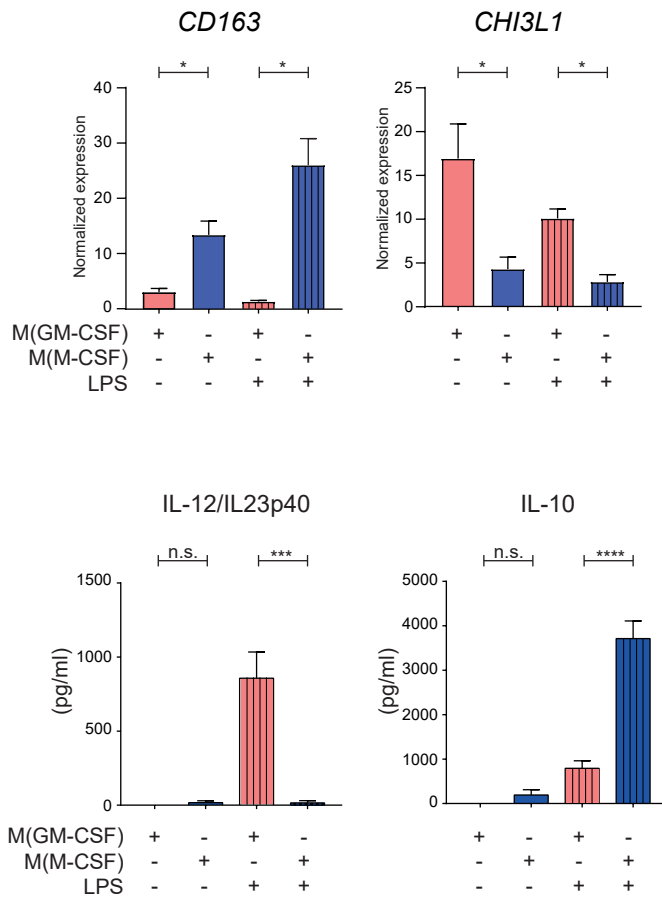 CD163
CHI3L1
* *
* *
Normalized expression
40
30
20
10
0
Normalized expression
25
20
15
10
5
0
M(GM-CSF) + - + -
M(M-CSF) - + - +
LPS - - + +
+ - + -
- + - +
- - + +
IL-12/IL23p40
IL-10
n.s. ***
n.s. ****
(pg/ml)
1500
1000
500
0
(pg/ml)
5000
4000
3000
1000
0
M(GM-CSF) + - + -
M(M-CSF) - + - +
LPS - - + +
+ - + -
- + - +
- - + +